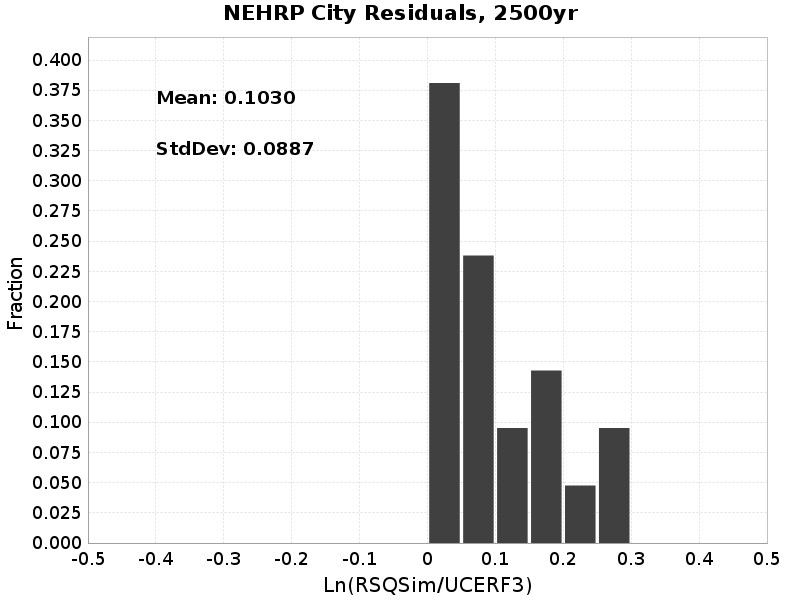 NEHRP City Residuals, 2500yr
0.400
0.375
0.350
0.325
0.300
0.275
0.250
0.225
0.200
0.175
0.150
0.125
0.100
0.075
0.050
0.025
0.000
Fraction
Mean: 0.1030
StdDev: 0.0887
-0.5 -0.4 -0.3 -0.2 -0.1 0 0.1 0.2 0.3 0.4 0.5
Ln(RSQSim/UCERF3)